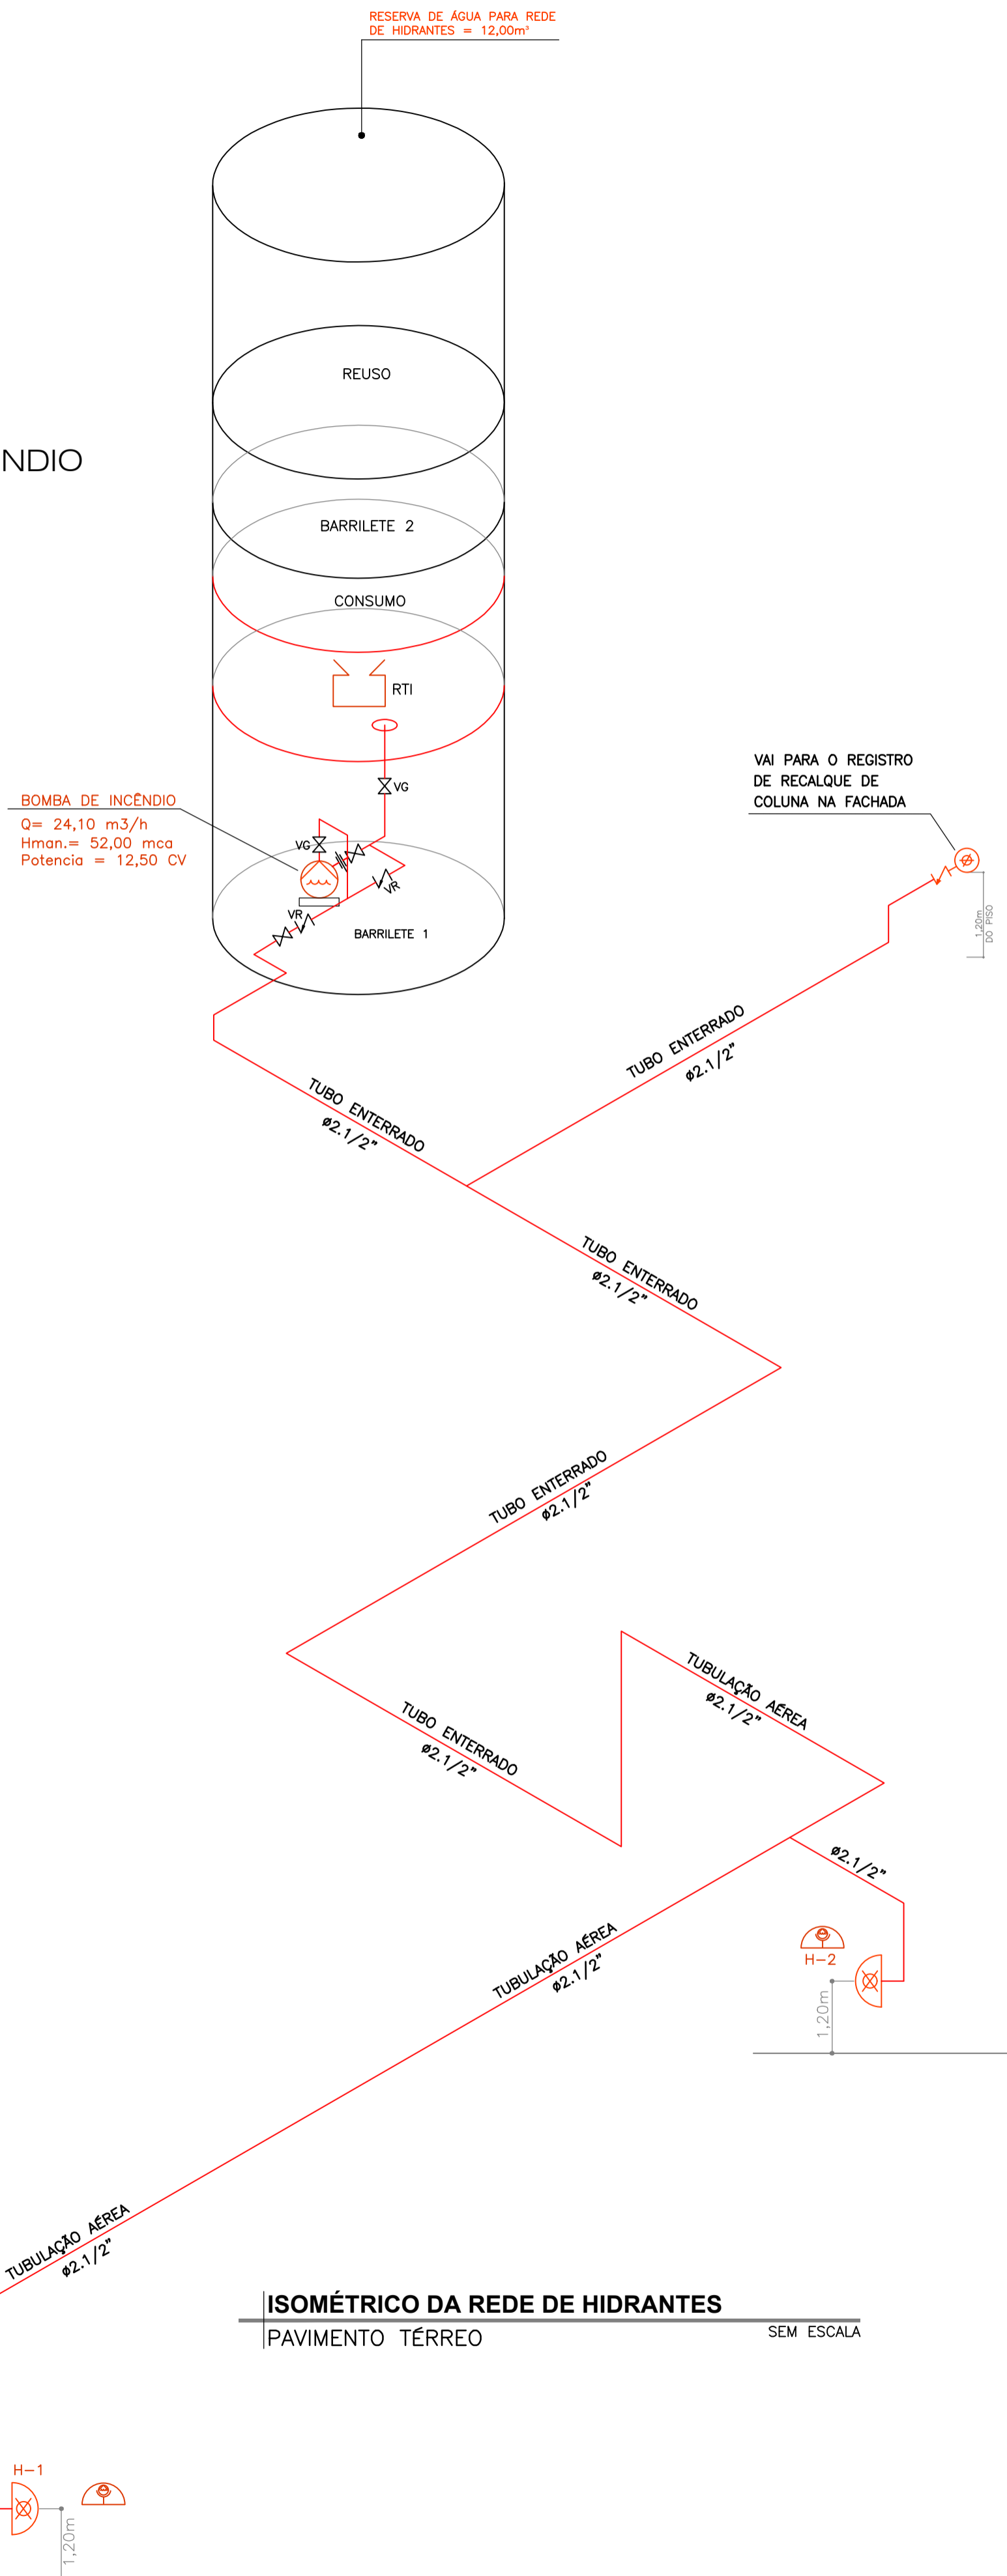 RESERVA DE ÁGUA PARA REDE
DE HIDRANTES = 12,00m³
REUSO
NDIO
BARRILETE 2
CONSUMO
RTI
VG
VAI PARA O REGISTRO
DE RECALQUE DE
COLUNA NA FACHADA
BOMBA DE INCÊNDIO
Q= 24,10 m3/h
Hman.= 52,00 mca
Potencia = 12,50 CV
VG
VR
VR
BARRILETE 1
1,20m
DO PISO
TUBO ENTERRADO
ø2.1/2"
TUBO ENTERRADO
ø2.1/2"
TUBO ENTERRADO
ø2.1/2"
TUBO ENTERRADO
ø2.1/2"
TUBULAÇÃO AÉREA
ø2.1/2"
TUBO ENTERRADO
ø2.1/2"
ø2.1/2"
TUBULAÇÃO AÉREA
ø2.1/2"
H-2
1,20m
TUBULAÇÃO AÉREA
ø2.1/2"
ISOMÉTRICO DA REDE DE HIDRANTES
PAVIMENTO TÉRREO
SEM ESCALA
H-1
1,20m